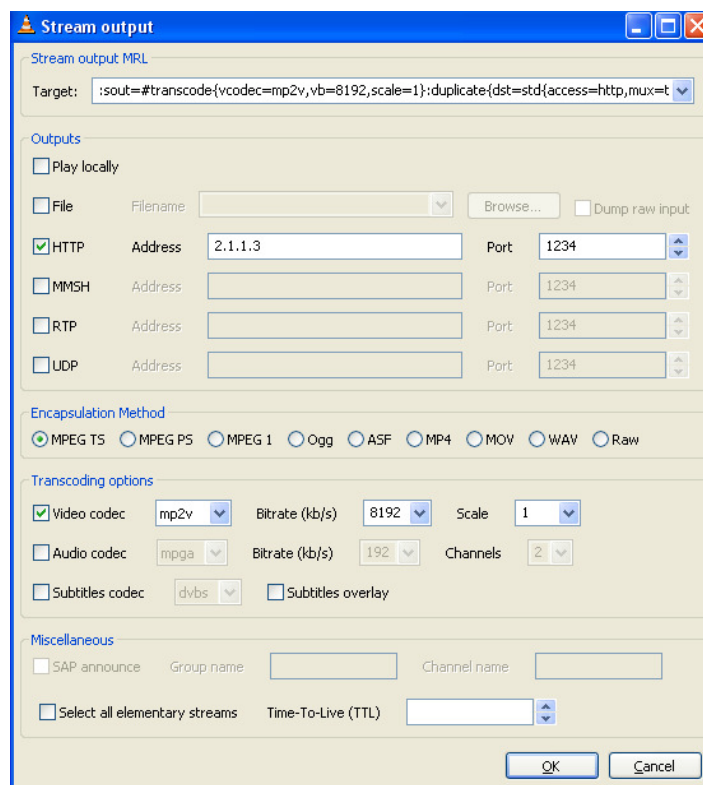 Stream output
Stream output MRL
Target: :sout=#transcode{vcodec=mp2v,vb=8192,scale=1}:duplicate{dst=std{access=http,mux=t
Outputs
Play locally
File Filename Browse... Dump raw input
HTTP Address 2.1.1.3 Port 1234
MMSH Address Port 1234
RTP Address Port 1234
UDP Address Port 1234
Encapsulation Method
MPEG TS MPEG PS MPEG 1 Ogg ASF MP4 MOV WAV Raw
Transcoding options
Video codec mp2v Bitrate (kb/s) 8192 Scale 1
Audio codec mpga Bitrate (kb/s) 192 Channels 2
Subtitles codec dvbs Subtitles overlay
Miscellaneous
SAP announce Group name Channel name
Select all elementary streams Time-To-Live (TTL)
OK Cancel